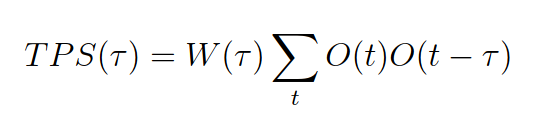 TPS(τ) = W(τ) ∑_t O(t)O(t − τ)